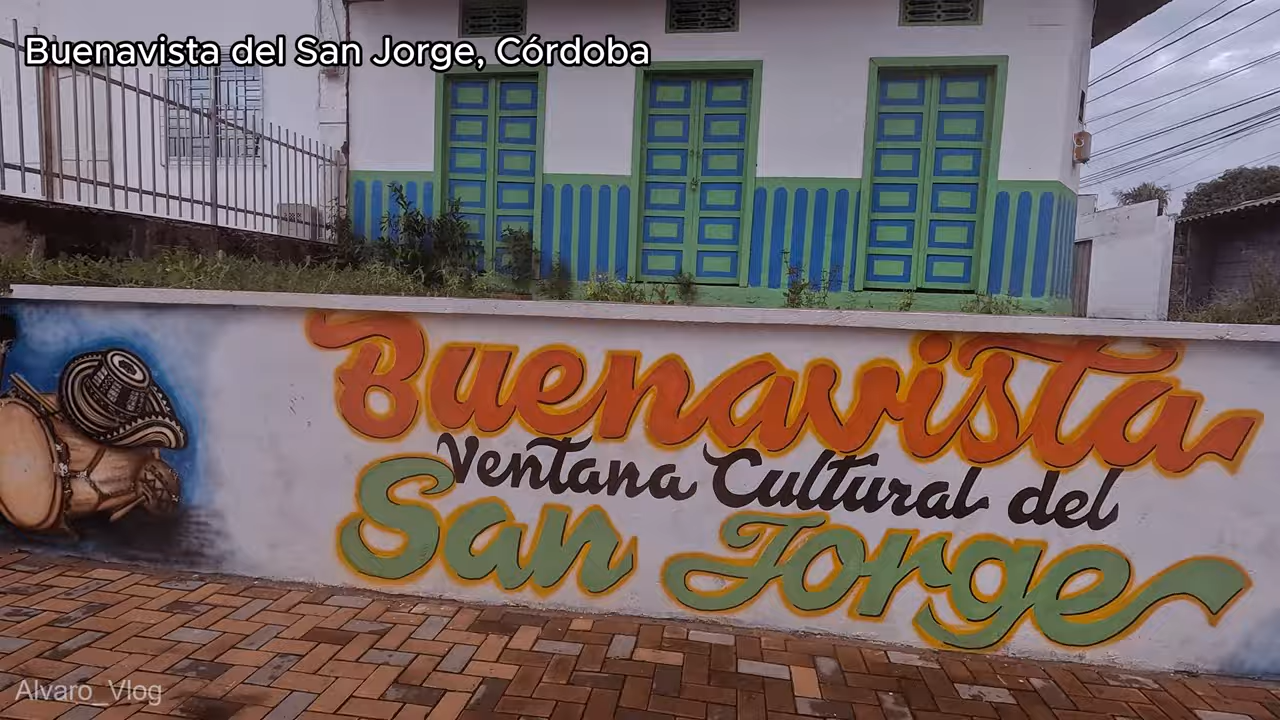 Buenavista del San Jorge, Córdoba
Buenavista
Ventana Cultural del
San Jorge
Alvaro_Vlog